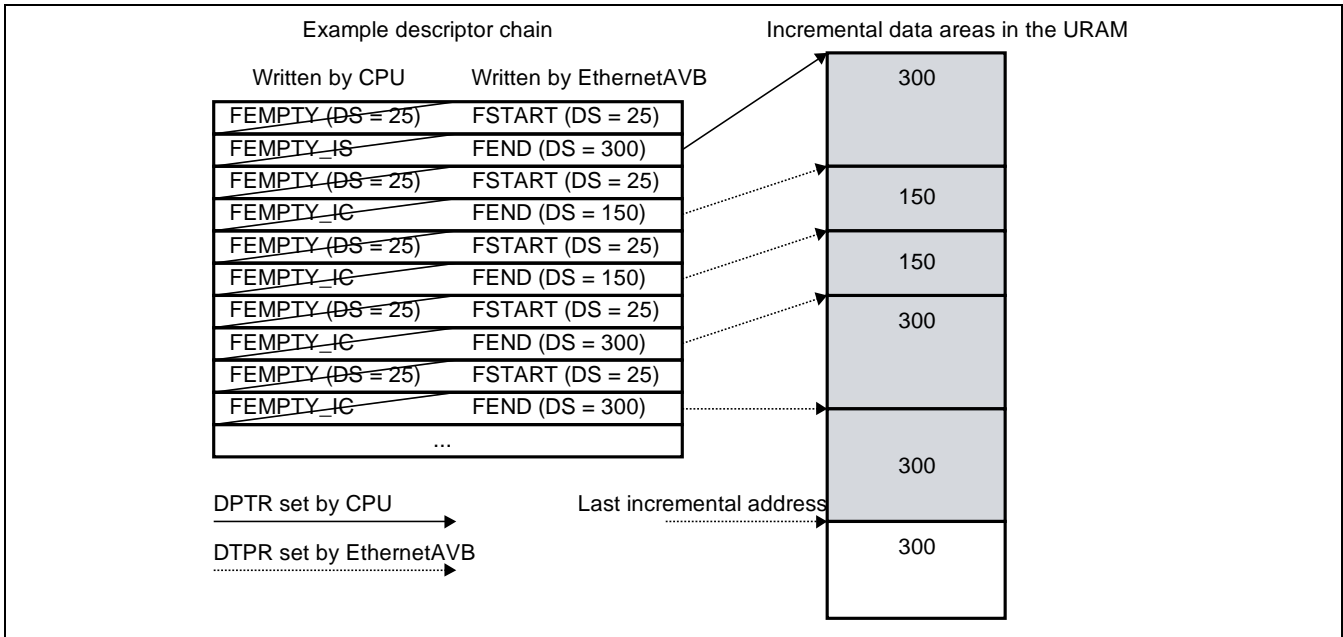 Example descriptor chain
Incremental data areas in the URAM
Written by CPU
Written by EthernetAVB
FEMPTY (DS = 25) FSTART (DS = 25)
FEMPTY_IS FEND (DS = 300)
FEMPTY (DS = 25) FSTART (DS = 25)
FEMPTY_IC FEND (DS = 150)
FEMPTY (DS = 25) FSTART (DS = 25)
FEMPTY_IC FEND (DS = 150)
FEMPTY (DS = 25) FSTART (DS = 25)
FEMPTY_IC FEND (DS = 300)
FEMPTY (DS = 25) FSTART (DS = 25)
FEMPTY_IC FEND (DS = 300)
...
300
150
150
300
300
300
DPTR set by CPU
Last incremental address
DTPR set by EthernetAVB